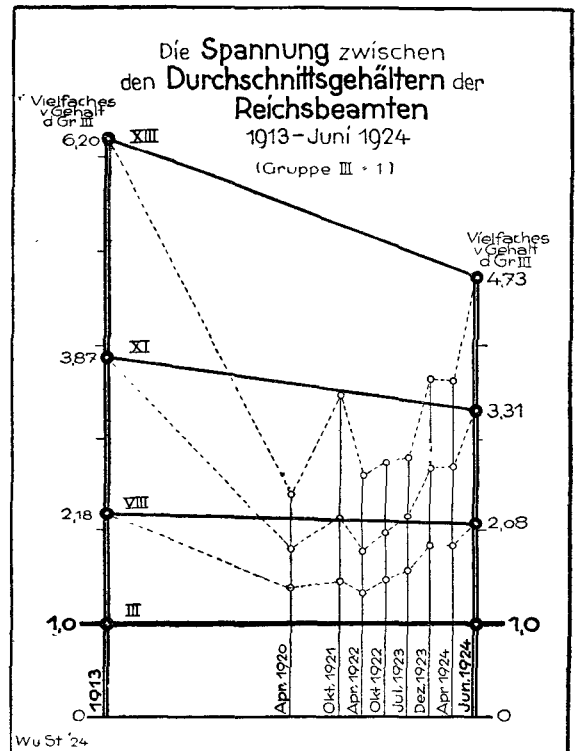 Die Spannung zwischen
den Durchschnittsgehältern der
Reichsbeamten
1913-Juni 1924
(Gruppe III = 1)
Vielfaches
v Gehalt
d Gr III
6,20
XIII
Vielfaches
v Gehalt
d Gr III
4,73
3,87
XI
3,31
2,18
VIII
2,08
III
1,0
1,0
1913
Apr. 1920
Okt. 1921
Apr. 1922
Okt 1922
Jul. 1923
Dez. 1923
Apr 1924
Jun. 1924
0
0
W u St '24